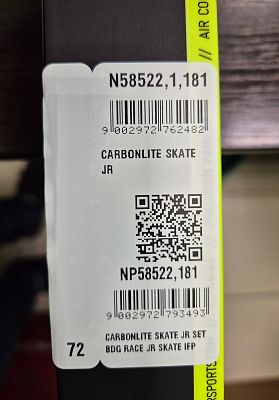 N58522,1,181
9 002972 762482
CARBONLITE SKATE
JR
NP58522,181
9 002972 793493
72
CARBONLITE SKATE JR SET
BDG RACE JR SKATE IFP
// AIR CO
SPORTS